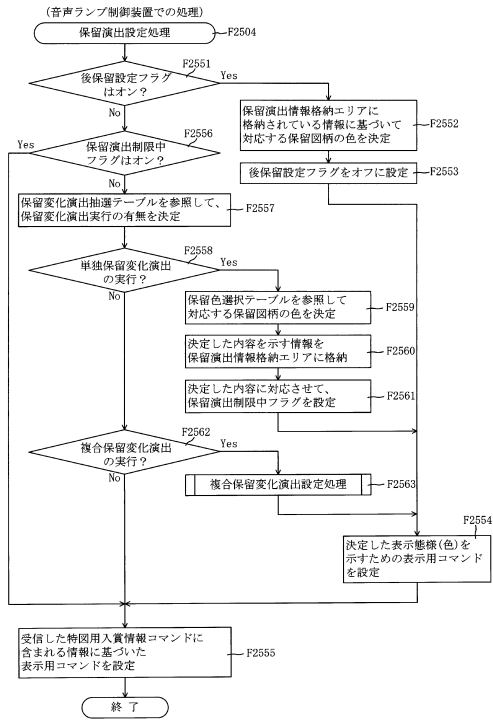 (音声ランプ制御装置での処理)
保留演出設定処理
F2504
F2551
後保留設定フラグ
はオン？
Yes
No
保留演出情報格納エリアに
格納されている情報に基づいて
対応する保留図柄の色を決定
F2552
F2556
Yes
保留演出制限中
フラグはオン？
No
後保留設定フラグをオフに設定
F2553
保留変化演出抽選テーブルを参照して、
保留変化演出実行の有無を決定
F2557
F2558
単独保留変化演出
の実行？
Yes
No
保留色選択テーブルを参照して
対応する保留図柄の色を決定
F2559
決定した内容を示す情報を
保留演出情報格納エリアに格納
F2560
決定した内容に対応させて、
保留演出制限中フラグを設定
F2561
F2562
複合保留変化演出
の実行？
Yes
No
複合保留変化演出設定処理
F2563
F2554
決定した表示態様(色)を
示すための表示用コマンド
を設定
受信した特図用入賞情報コマンドに
含まれる情報に基づいた
表示用コマンドを設定
F2555
終了